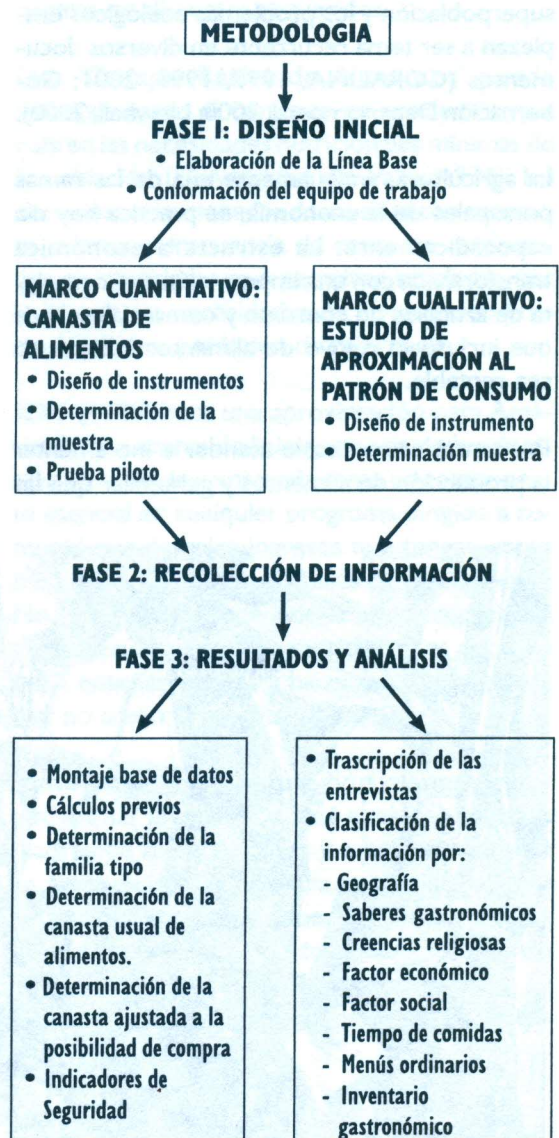 METODOLOGIA
FASE I: DISEÑO INICIAL
• Elaboración de la Línea Base
• Conformación del equipo de trabajo
MARCO CUANTITATIVO:
CANASTA DE
ALIMENTOS
• Diseño de instrumentos
• Determinación de la
muestra
• Prueba piloto
MARCO CUALITATIVO:
ESTUDIO DE
APROXIMACIÓN AL
PATRÓN DE CONSUMO
• Diseño de instrumento
• Determinación muestra
FASE 2: RECOLECCIÓN DE INFORMACIÓN
FASE 3: RESULTADOS Y ANÁLISIS
• Montaje base de datos
• Cálculos previos
• Determinación de la
familia tipo
• Determinación de la
canasta usual de
alimentos.
• Determinación de la
canasta ajustada a la
posibilidad de compra
• Indicadores de
Seguridad
• Trascripción de las
entrevistas
• Clasificación de la
información por:
- Geografía
- Saberes gastronómicos
- Creencias religiosas
- Factor económico
- Factor social
- Tiempo de comidas
- Menús ordinarios
- Inventario
gastronómico